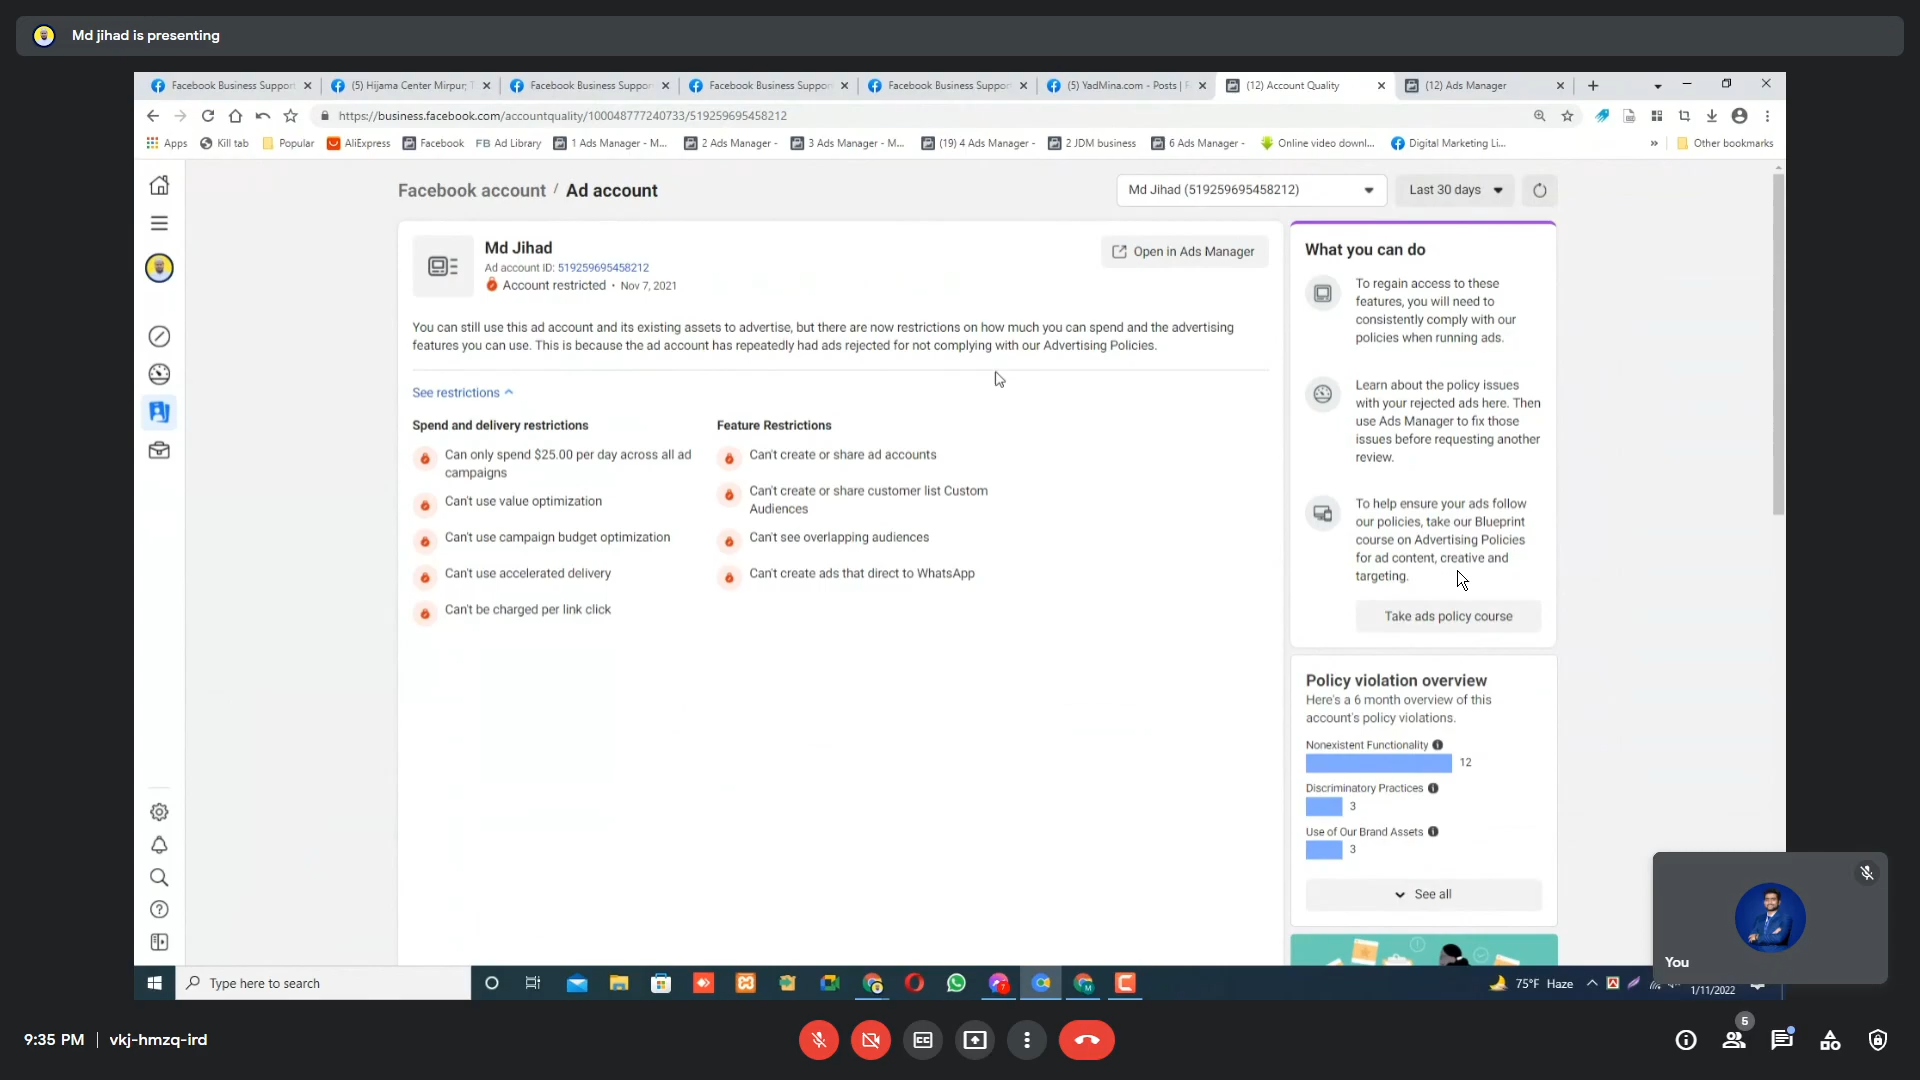 Md jihad is presenting
Facebook Business Support
(5) Hijama Center Mirpur; T
Facebook Business Suppo
Facebook Business Suppor
Facebook Business Suppor
(5) YadMina.com - Posts | F
(12) Account Quality
(12) Ads Manager
https://business.facebook.com/accountquality/100048777240733/519259695458212
Apps
Kill tab
Popular
AliExpress
Facebook
FB Ad Library
1 Ads Manager - M...
2 Ads Manager -
3 Ads Manager - M...
(19) 4 Ads Manager -
2 JDM business
6 Ads Manager -
Online video downl...
Digital Marketing Li...
»
Other bookmarks
Facebook account / Ad account
Md Jihad (519259695458212)
Last 30 days
Md Jihad
Ad account ID: 519259695458212
Account restricted · Nov 7, 2021
Open in Ads Manager
You can still use this ad account and its existing assets to advertise, but there are now restrictions on how much you can spend and the advertising
features you can use. This is because the ad account has repeatedly had ads rejected for not complying with our Advertising Policies.
See restrictions
Spend and delivery restrictions
Can only spend $25.00 per day across all ad
campaigns
Can't use value optimization
Can't use campaign budget optimization
Can't use accelerated delivery
Can't be charged per link click
Feature Restrictions
Can't create or share ad accounts
Can't create or share customer list Custom
Audiences
Can't see overlapping audiences
Can't create ads that direct to WhatsApp
What you can do
To regain access to these
features, you will need to
consistently comply with our
policies when running ads.
Learn about the policy issues
with your rejected ads here. Then
use Ads Manager to fix those
issues before requesting another
review.
To help ensure your ads follow
our policies, take our Blueprint
course on Advertising Policies
for ad content, creative and
targeting.
Take ads policy course
Policy violation overview
Here's a 6 month overview of this
account's policy violations.
Nonexistent Functionality
12
Discriminatory Practices
3
Use of Our Brand Assets
3
See all
You
Type here to search
75°F Haze
1/11/2022
9:35 PM | vkj-hmzq-ird
5